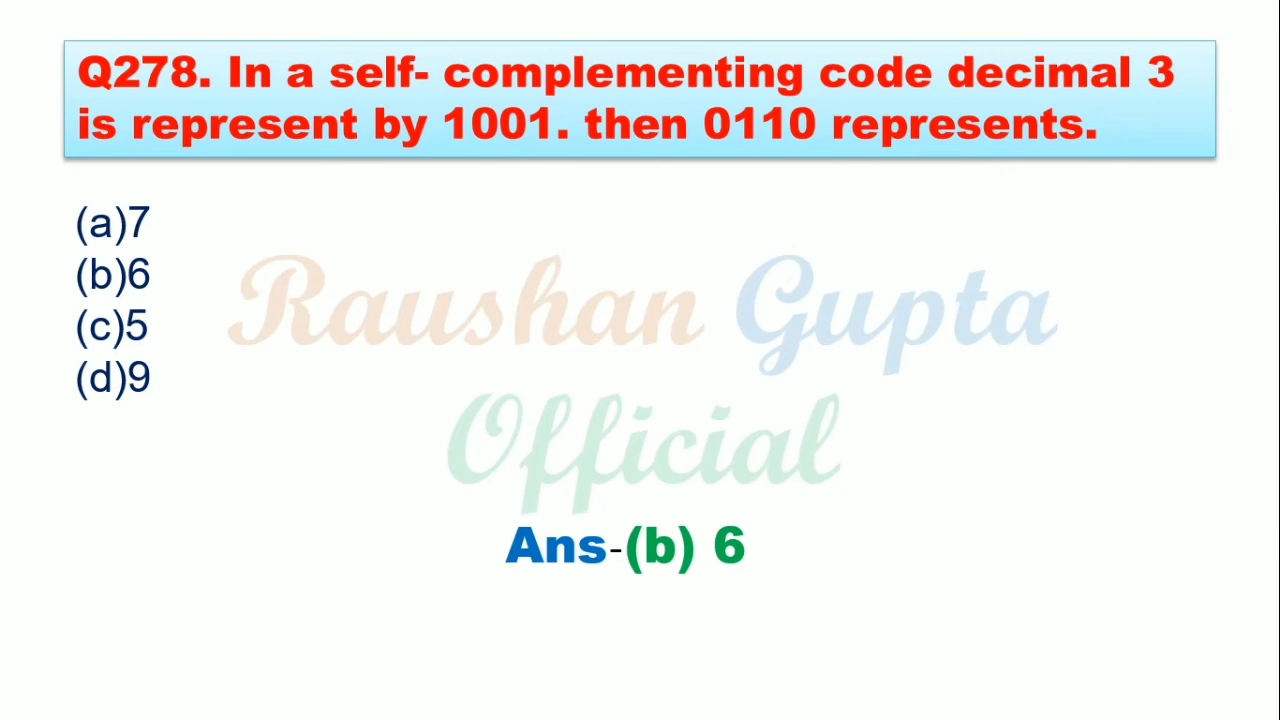 Q278. In a self- complementing code decimal 3
is represent by 1001. then 0110 represents.
(a)7
(b)6
(c)5
(d)9
Raushan Gupta
Official
Ans-(b) 6